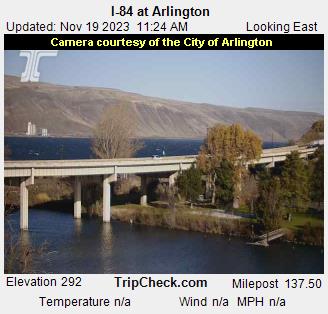 I-84 at Arlington
Updated: Nov 19 2023 11:24 AM Looking East
Camera courtesy of the City of Arlington
Elevation 292 TripCheck.com Milepost 137.50
Temperature n/a Wind n/a MPH n/a